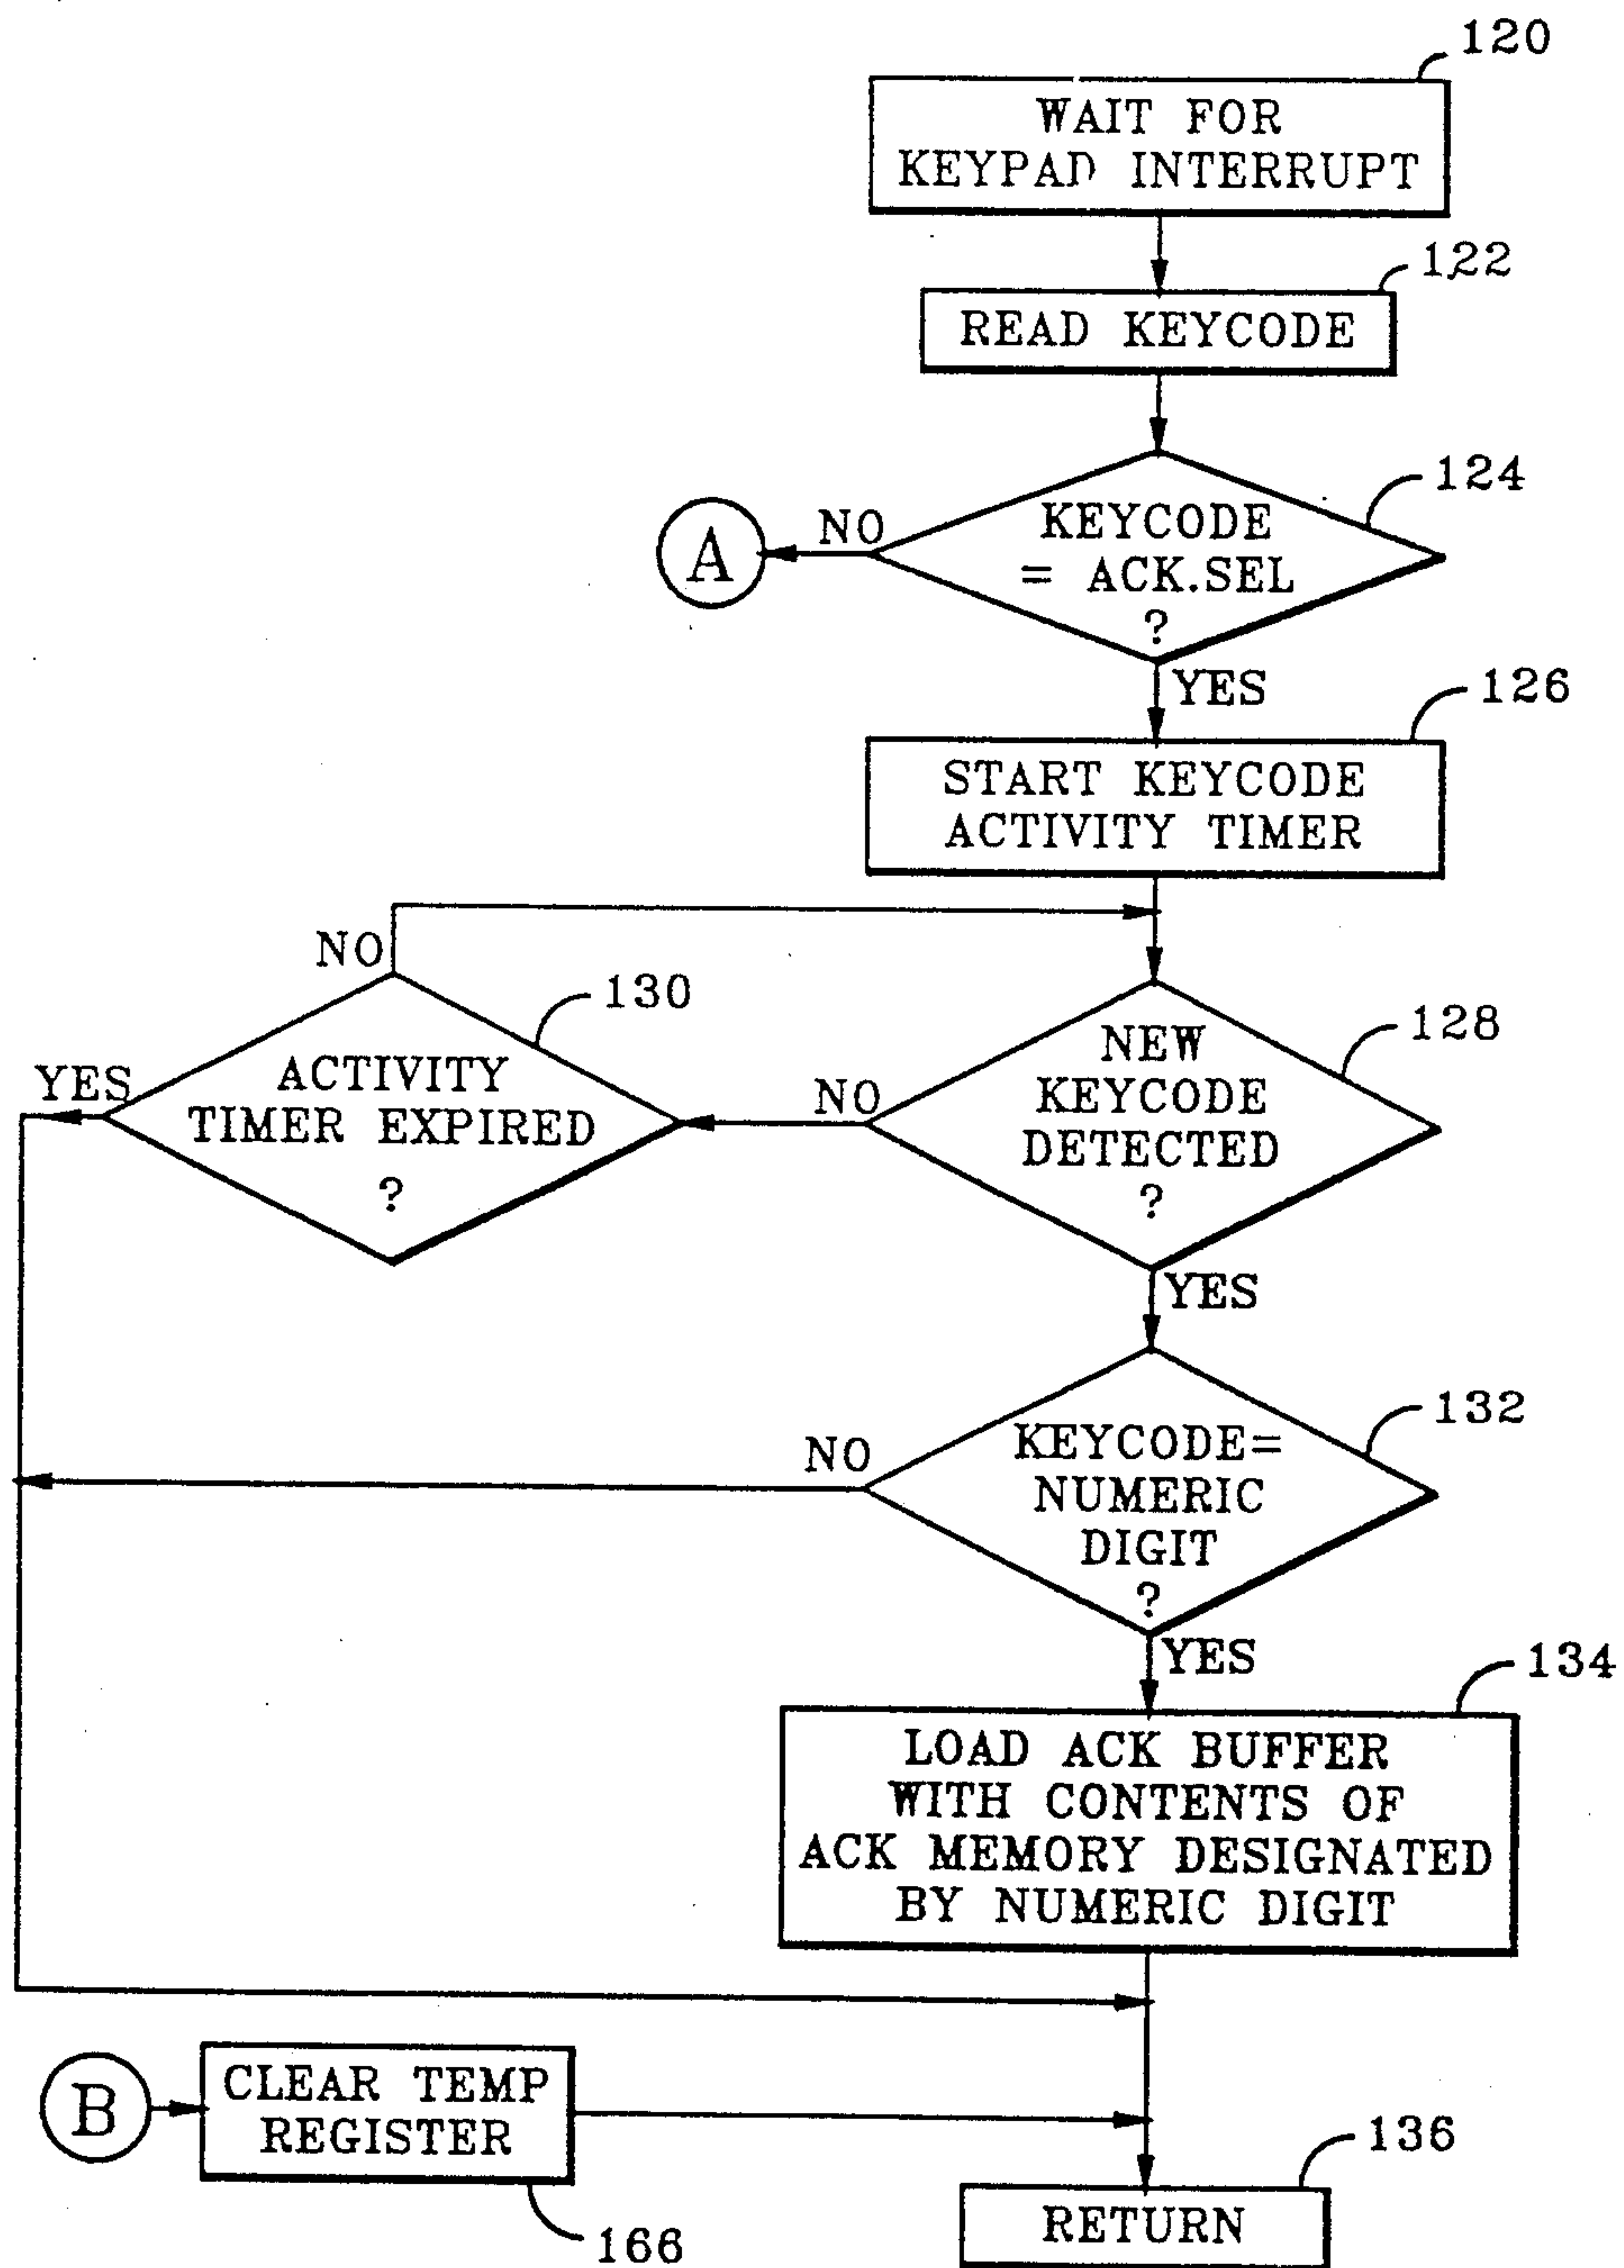 120
WAIT FOR
KEYPAD INTERRUPT
122
READ KEYCODE
124
KEYCODE
= ACK.SEL
?
NO
A
YES
126
START KEYCODE
ACTIVITY TIMER
NO
130
ACTIVITY
TIMER EXPIRED
?
YES
128
NEW
KEYCODE
DETECTED
?
NO
YES
132
KEYCODE=
NUMERIC
DIGIT
?
NO
YES
134
LOAD ACK BUFFER
WITH CONTENTS OF
ACK MEMORY DESIGNATED
BY NUMERIC DIGIT
B
CLEAR TEMP
REGISTER
166
136
RETURN